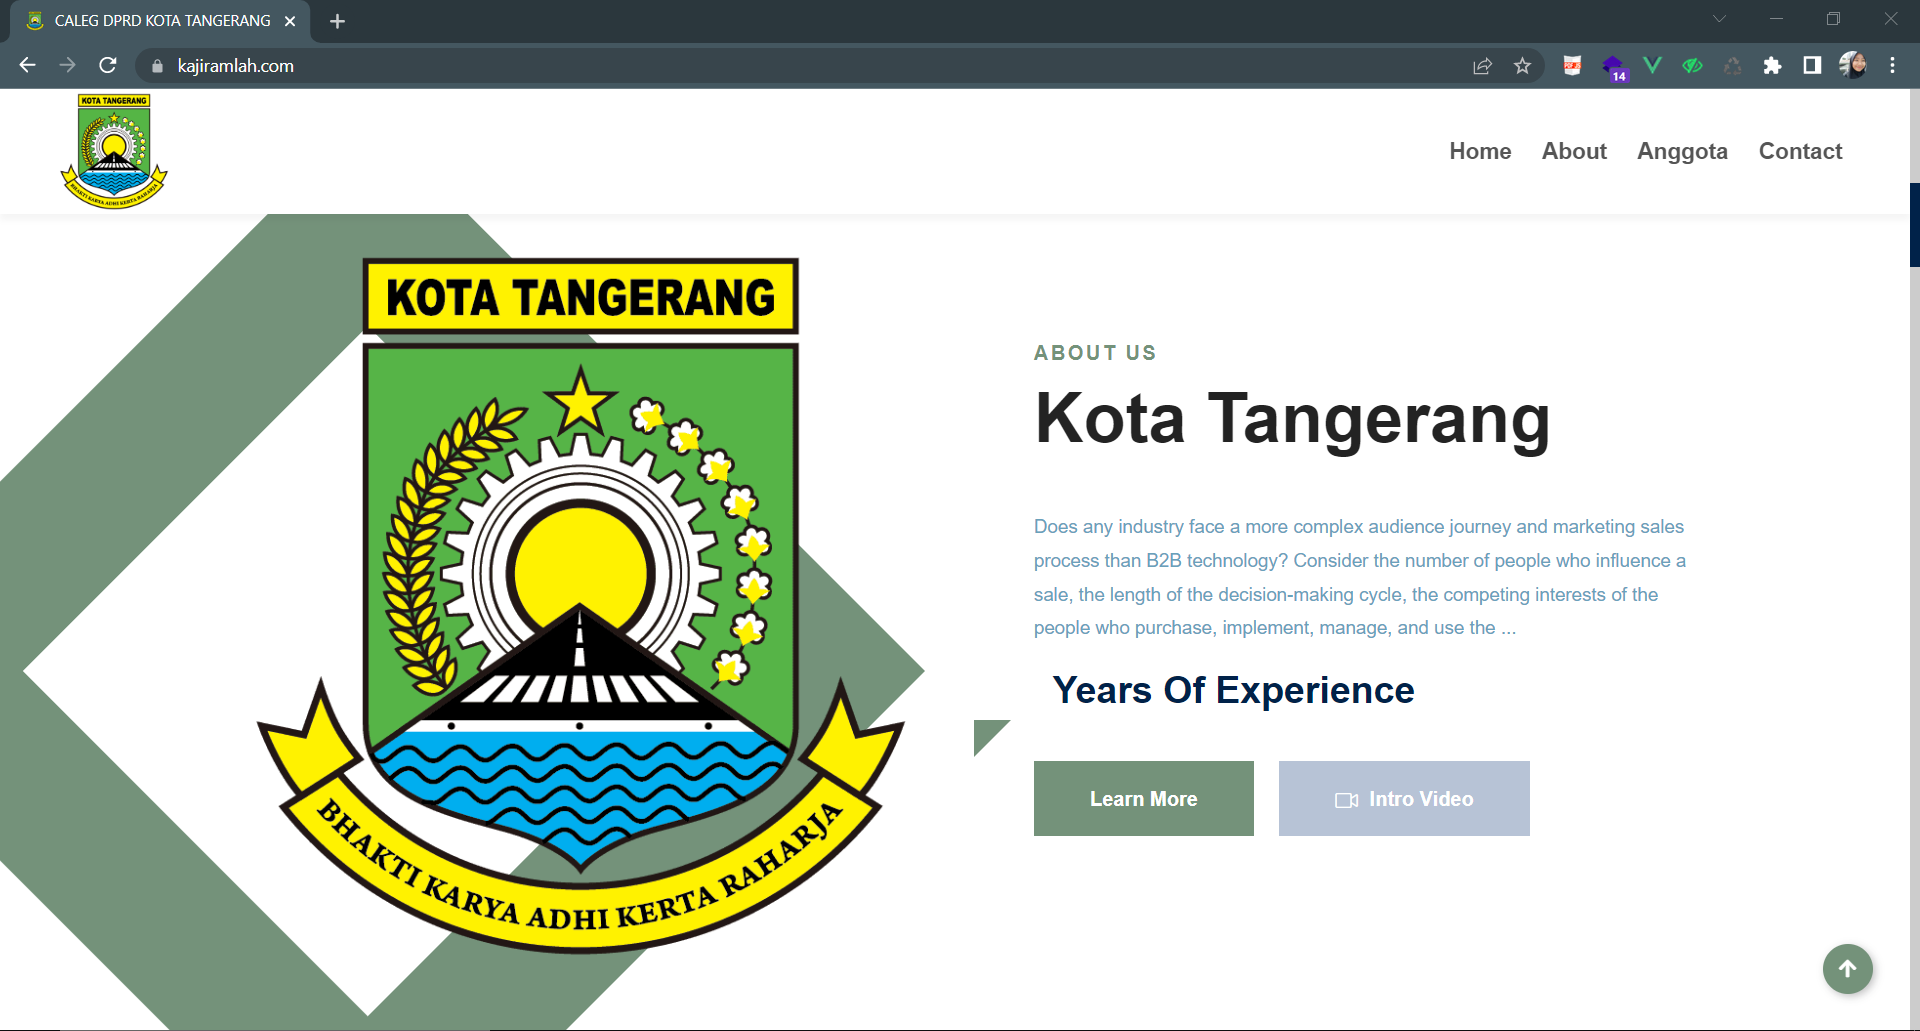 CALEG DPRD KOTA TANGERANG
kajiramlah.com
PDF
14
KOTA TANGERANG
BHAKTI KARYA ADHI KERTA RAHARJA
Home About Anggota Contact
KOTA TANGERANG
BHAKTI KARYA ADHI KERTA RAHARJA
ABOUT US
Kota Tangerang
Does any industry face a more complex audience journey and marketing sales
process than B2B technology? Consider the number of people who influence a
sale, the length of the decision-making cycle, the competing interests of the
people who purchase, implement, manage, and use the ...
Years Of Experience
Learn More
Intro Video